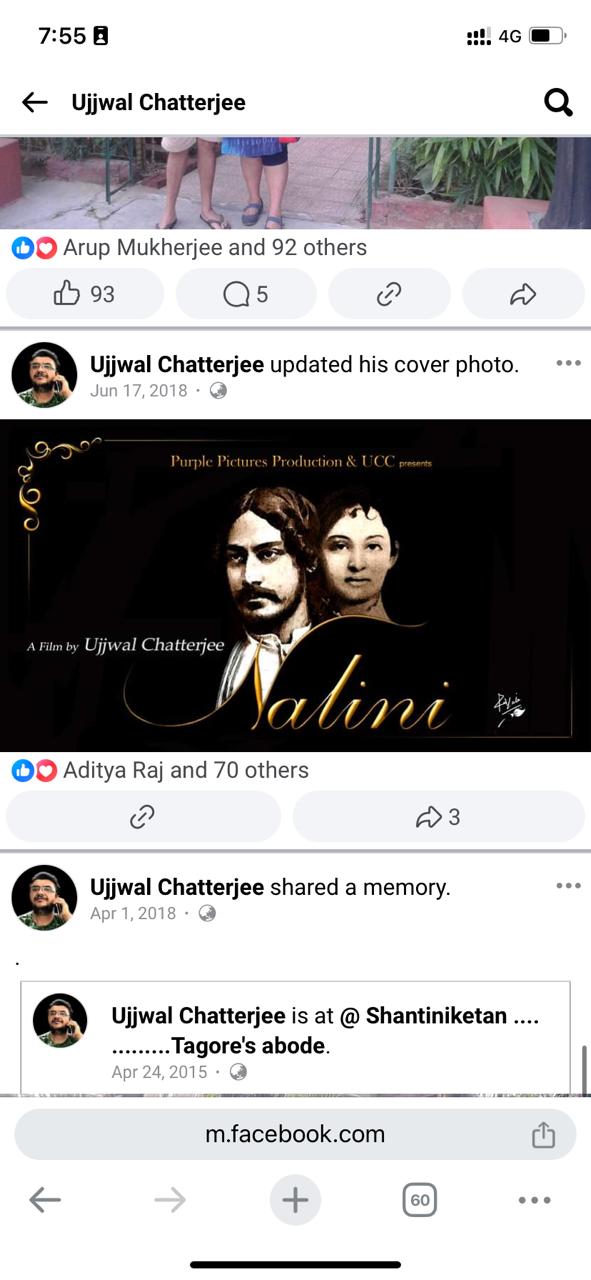 7:55
4G
Ujjwal Chatterjee
Arup Mukherjee and 92 others
93
5
Ujjwal Chatterjee updated his cover photo.
Jun 17, 2018 ·
Purple Pictures Production & UCC presents
A Film by Ujjwal Chatterjee
Nalini
Aditya Raj and 70 others
3
Ujjwal Chatterjee shared a memory.
Apr 1, 2018 ·
.
Ujjwal Chatterjee is at @ Shantiniketan ....
.........Tagore's abode.
Apr 24, 2015 ·
m.facebook.com
60